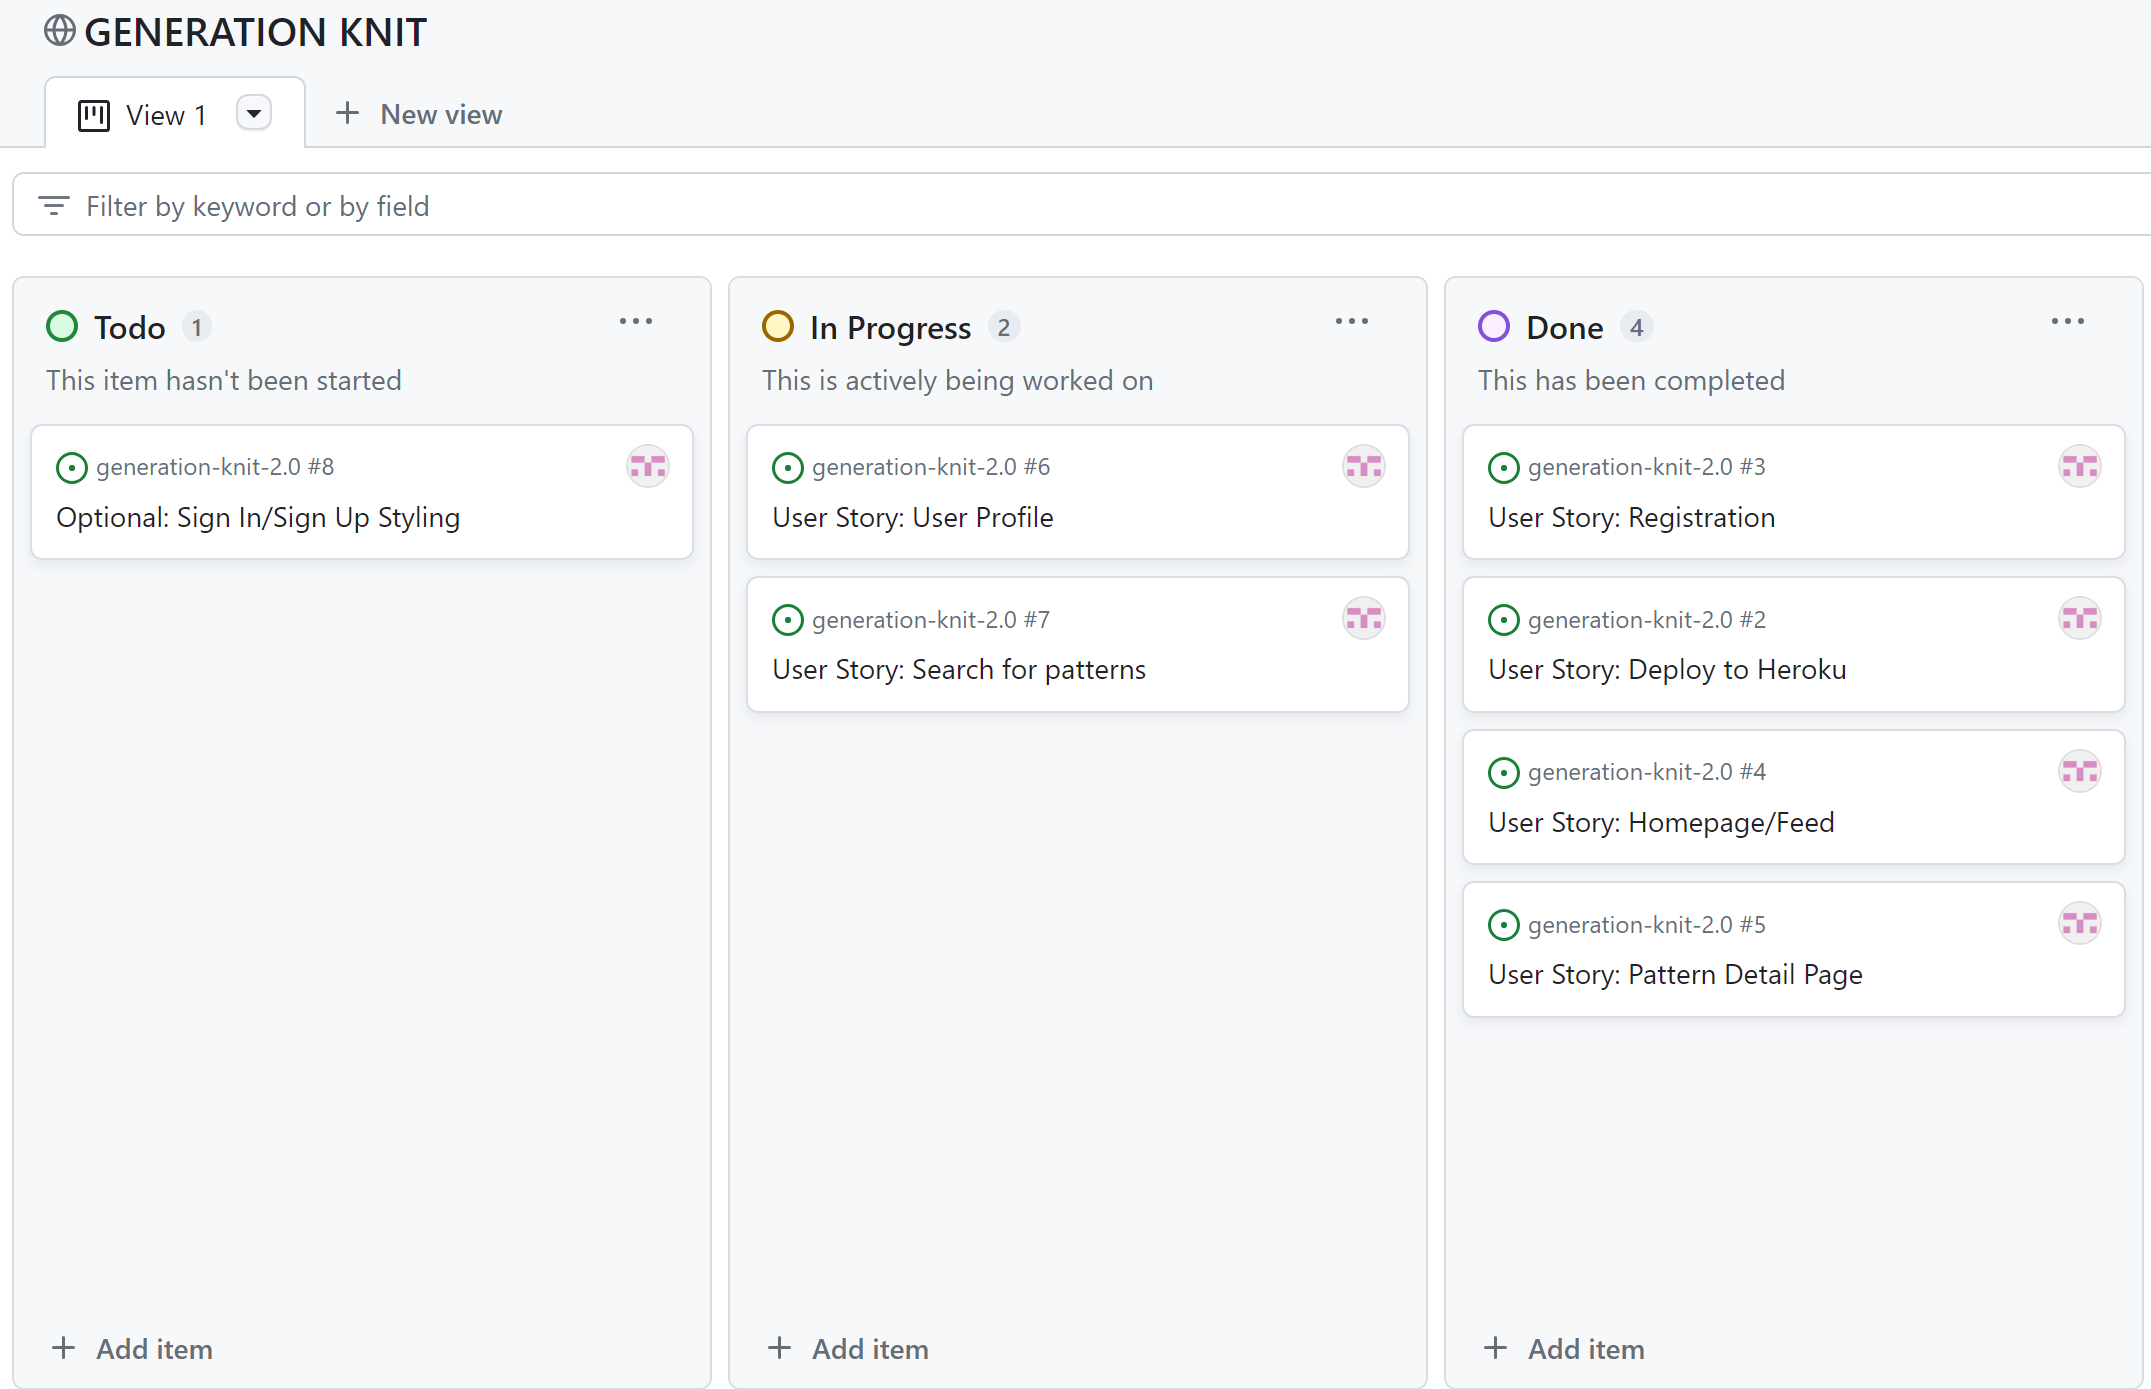 GENERATION KNIT
View 1
New view
Filter by keyword or by field
Todo 1
This item hasn't been started
generation-knit-2.0 #8
Optional: Sign In/Sign Up Styling
Add item
In Progress 2
This is actively being worked on
generation-knit-2.0 #6
User Story: User Profile
generation-knit-2.0 #7
User Story: Search for patterns
Add item
Done 4
This has been completed
generation-knit-2.0 #3
User Story: Registration
generation-knit-2.0 #2
User Story: Deploy to Heroku
generation-knit-2.0 #4
User Story: Homepage/Feed
generation-knit-2.0 #5
User Story: Pattern Detail Page
Add item